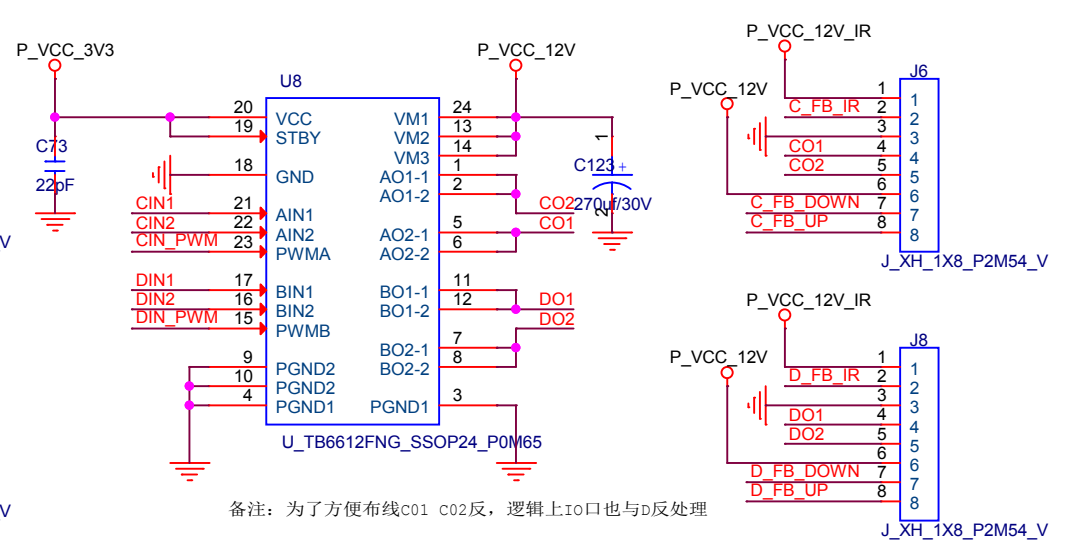 P_VCC_3V3
C73
22pF
U8
20 VCC
19 STBY
18 GND
CIN1 21 AIN1
CIN2 22 AIN2
CIN_PWM 23 PWMA
DIN1 17 BIN1
DIN2 16 BIN2
DIN_PWM 15 PWMB
9 PGND2
10 PGND2
4 PGND1
P_VCC_12V
VM1 24
VM2 13
VM3 14
AO1-1 1
AO1-2 2
CO2
AO2-1 5
CO1
AO2-2 6
BO1-1 11
BO1-2 12
DO1
DO2
BO2-1 7
BO2-2 8
PGND1 3
U_TB6612FNG_SSOP24_P0M65
C123
+
1
2
270uf/30V
P_VCC_12V_IR
P_VCC_12V
J6
1 1
C_FB_IR 2 2
3 3
CO1 4 4
CO2 5 5
6 6
C_FB_DOWN 7 7
C_FB_UP 8 8
J_XH_1X8_P2M54_V
P_VCC_12V_IR
P_VCC_12V
J8
1 1
D_FB_IR 2 2
3 3
DO1 4 4
DO2 5 5
6 6
D_FB_DOWN 7 7
D_FB_UP 8 8
J_XH_1X8_P2M54_V
V
V
备注: 为了方便布线C01 C02反, 逻辑上IO口也与D反处理